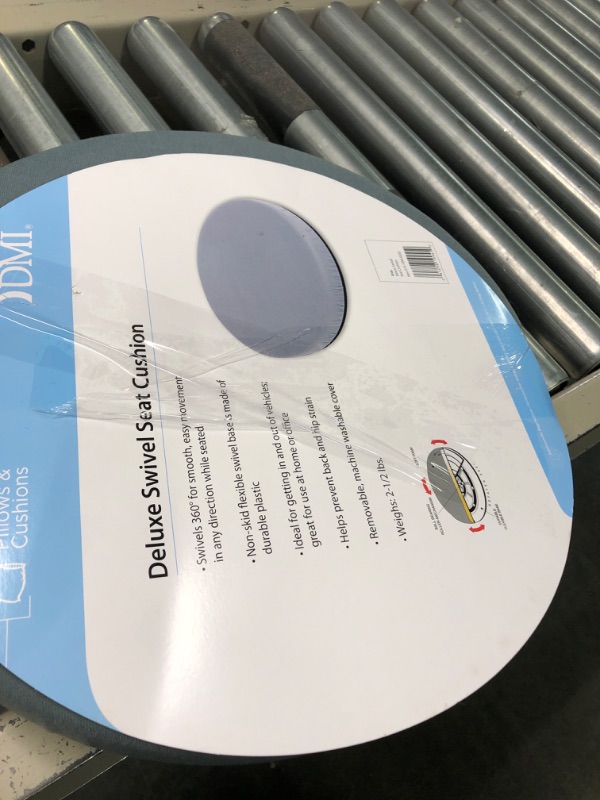 DMI®
Pillows &
Cushions
Deluxe Swivel Seat Cushion
• Swivels 360° for smooth, easy movement
in any direction while seated
• Non-skid flexible swivel base is made of
durable plastic
• Ideal for getting in and out of vehicles;
great for use at home or office
• Helps prevent back and hip strain
• Removable, machine washable cover
• Weighs: 2-1/2 lbs.